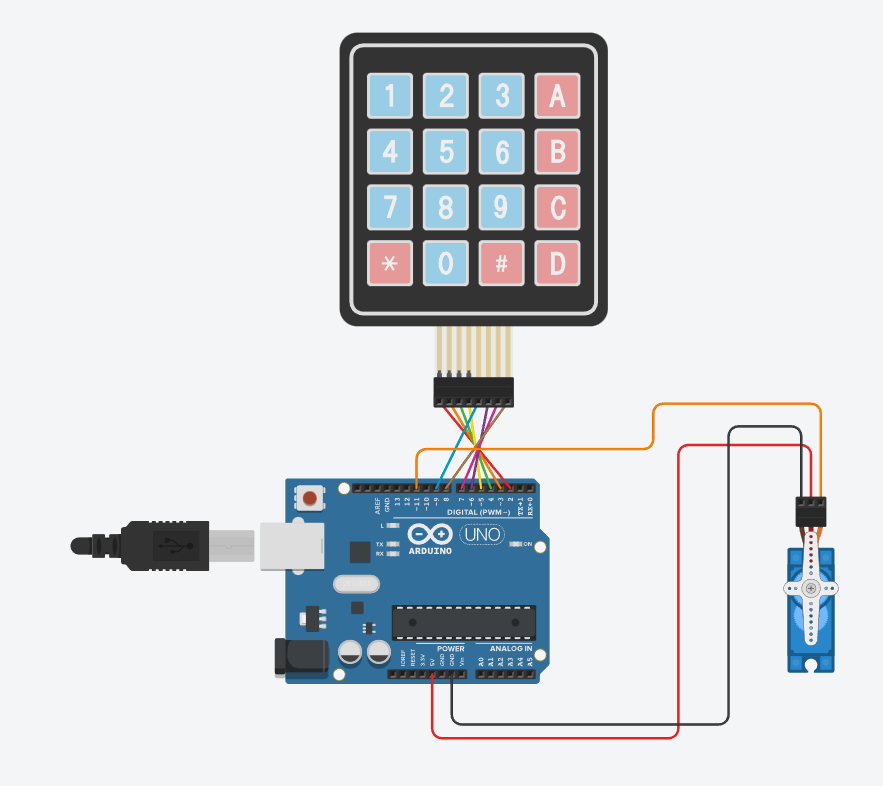 1 2 3 A
4 5 6 B
7 8 9 C
* 0 # D
AREF
GND
13
12
~11
~10
~9
8
7
~6
~5
4
~3
2
TX→1
RX←0
DIGITAL (PWM~)
L
TX
RX
UNO
ON
ARDUINO
POWER
ANALOG IN
IOREF
RESET
3.3V
5V
GND
GND
Vin
A0
A1
A2
A3
A4
A5